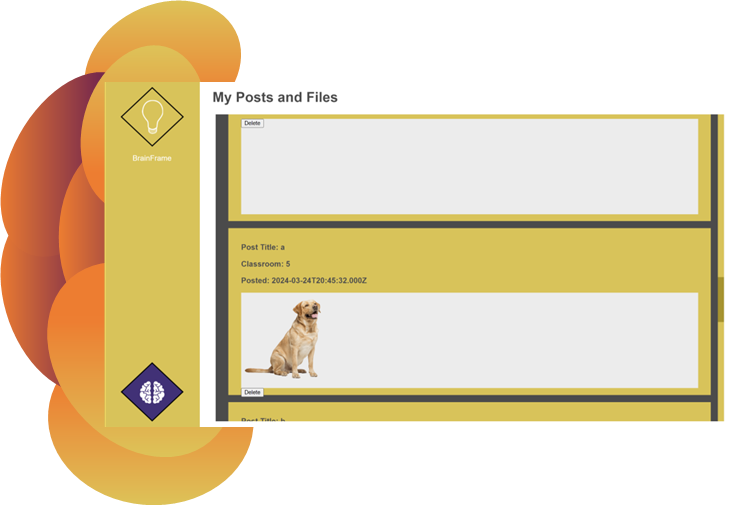 My Posts and Files
Delete
BrainFrame
Post Title: a
Classroom: 5
Posted: 2024-03-24T20:45:32.000Z
Delete
Post Title: b